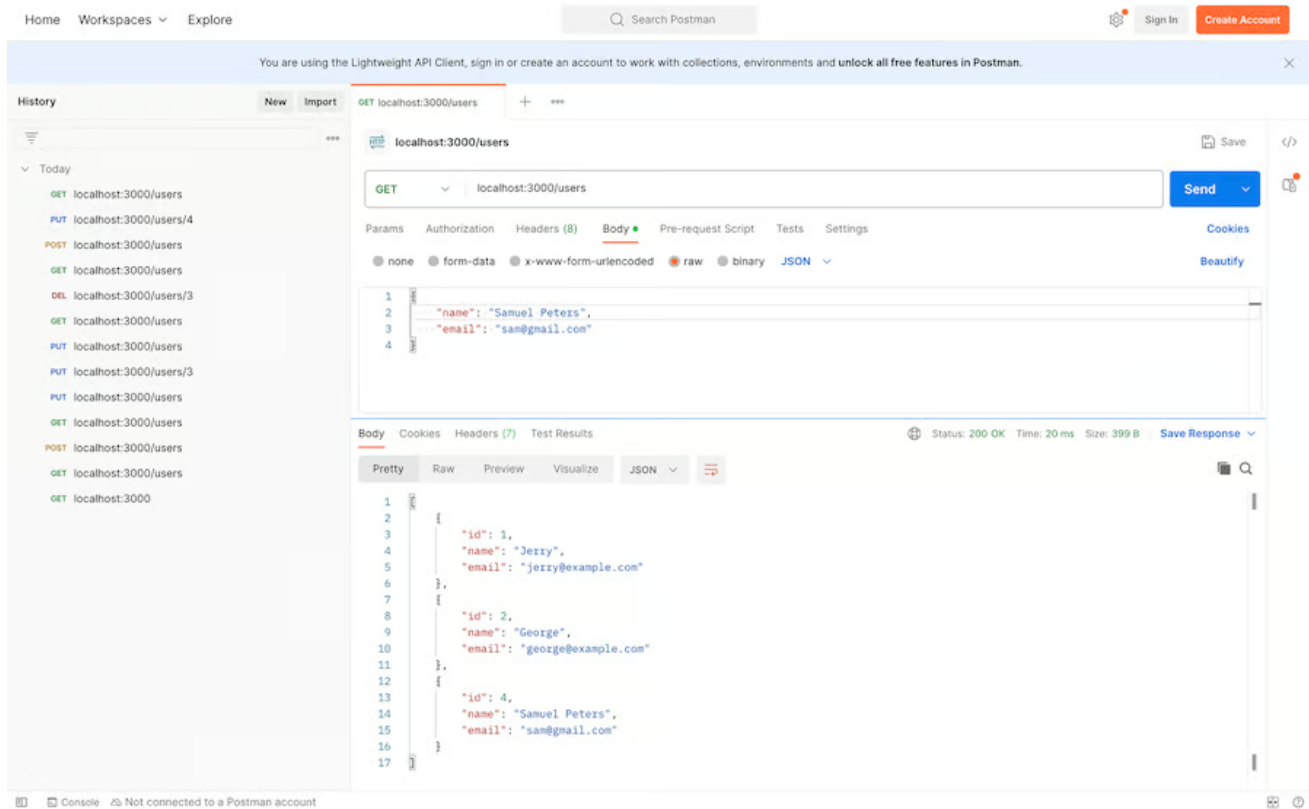 Home Workspaces Explore Search Postman Sign In Create Account
You are using the Lightweight API Client, sign in or create an account to work with collections, environments and unlock all free features in Postman.
History New Import
GET localhost:3000/users
Today
GET localhost:3000/users
PUT localhost:3000/users/4
POST localhost:3000/users
GET localhost:3000/users
DEL localhost:3000/users/3
GET localhost:3000/users
PUT localhost:3000/users
PUT localhost:3000/users/3
PUT localhost:3000/users
GET localhost:3000/users
POST localhost:3000/users
GET localhost:3000/users
GET localhost:3000
HTTP localhost:3000/users Save </>
GET localhost:3000/users Send
Params Authorization Headers (8) Body Pre-request Script Tests Settings Cookies
none form-data x-www-form-urlencoded raw binary JSON Beautify
1 {
2 "name": "Samuel Peters",
3 "email": "sam@gmail.com"
4 }
Body Cookies Headers (7) Test Results Status: 200 OK Time: 20 ms Size: 399 B Save Response
Pretty Raw Preview Visualize JSON
1 [
2 {
3 "id": 1,
4 "name": "Jerry",
5 "email": "jerry@example.com"
6 },
7 {
8 "id": 2,
9 "name": "George",
10 "email": "george@example.com"
11 },
12 {
13 "id": 4,
14 "name": "Samuel Peters",
15 "email": "sam@gmail.com"
16 }
17 ]
Console Not connected to a Postman account